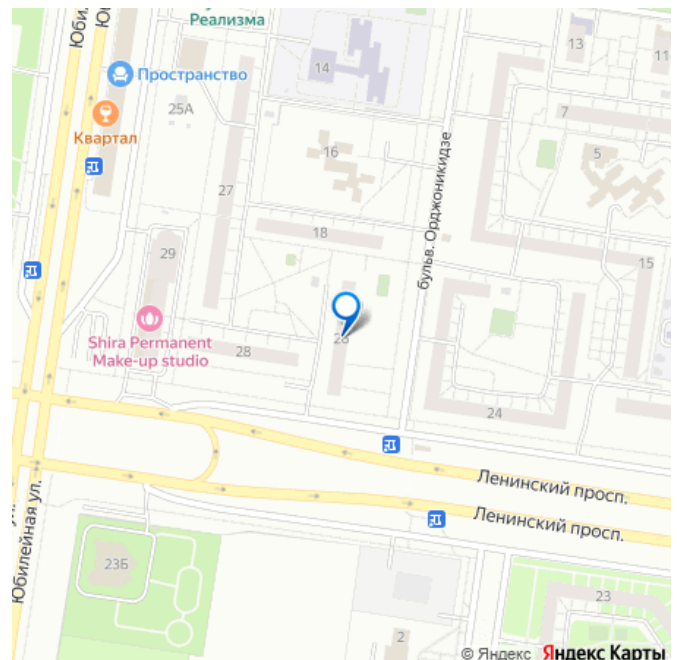 Реализма
13
11
14
Пространство
25А
7
Квартал
16
5
27
18
бульв. Орджоникидзе
29
15
Shira Permanent
Make-up studio
28
24
Ленинский просп.
Ленинский просп.
Юбилейная ул.
23Б
23
2
© Яндекс Яндекс Карты